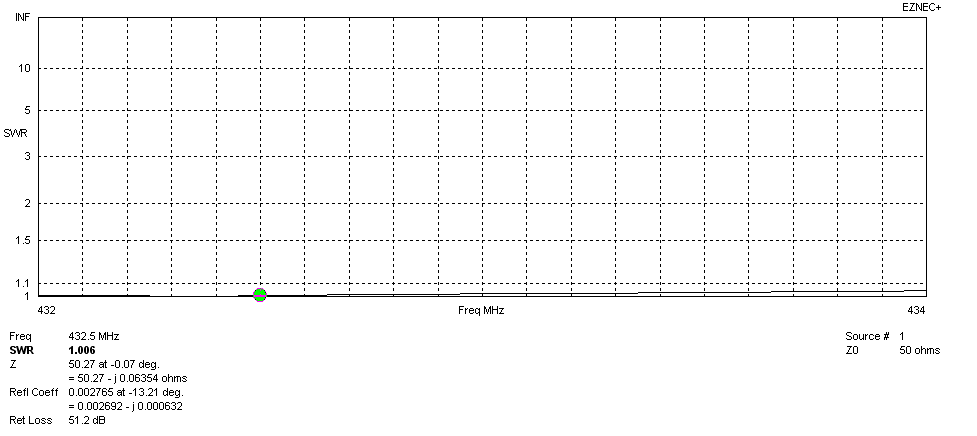 EZNEC+
INF
10
5
SWR
3
2
1.5
1.1
1
432 Freq MHz 434
Freq 432.5 MHz Source # 1
SWR 1.006 Z0 50 ohms
Z 50.27 at -0.07 deg.
= 50.27 - j 0.06354 ohms
Refl Coeff 0.002765 at -13.21 deg.
= 0.002692 - j 0.000632
Ret Loss 51.2 dB